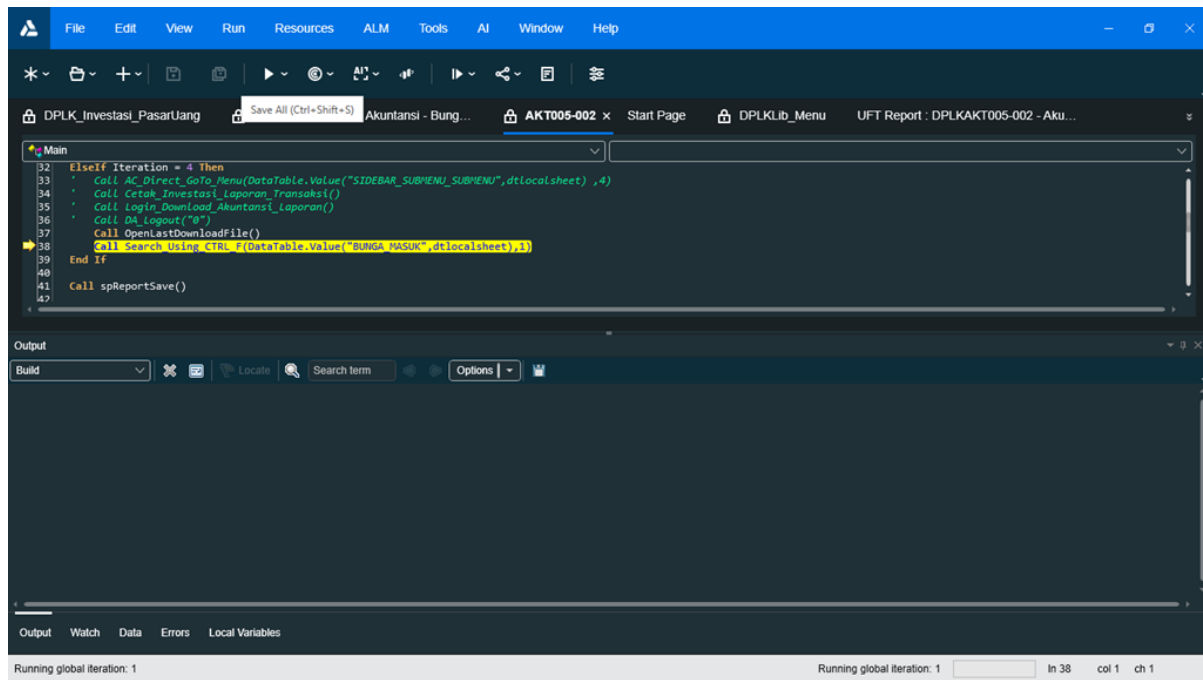 File Edit View Run Resources ALM Tools AI Window Help
Save All (Ctrl+Shift+S)
DPLK_Investasi_PasarUang Akuntansi - Bung... AKT005-002 × Start Page DPLKLib_Menu UFT Report : DPLKAKT005-002 - Aku...
Main
32 ElseIf Iteration = 4 Then
33 ' Call AC_Direct_GoTo_Menu(DataTable.Value("SIDEBAR_SUBMENU_SUBMENU",dtlocalsheet) ,4)
34 ' Call Cetak_Investasi_Laporan_Transaksi()
35 ' Call Login_Download_Akuntansi_Laporan()
36 ' Call DA_Logout("0")
37 Call OpenLastDownloadFile()
38 Call Search_Using_CTRL_F(DataTable.Value("BUNGA_MASUK",dtlocalsheet),1)
39 End If
40
41 Call spReportSave()
42
Output
Build Locate Search term Options
Output Watch Data Errors Local Variables
Running global iteration: 1 Running global iteration: 1 ln 38 col 1 ch 1